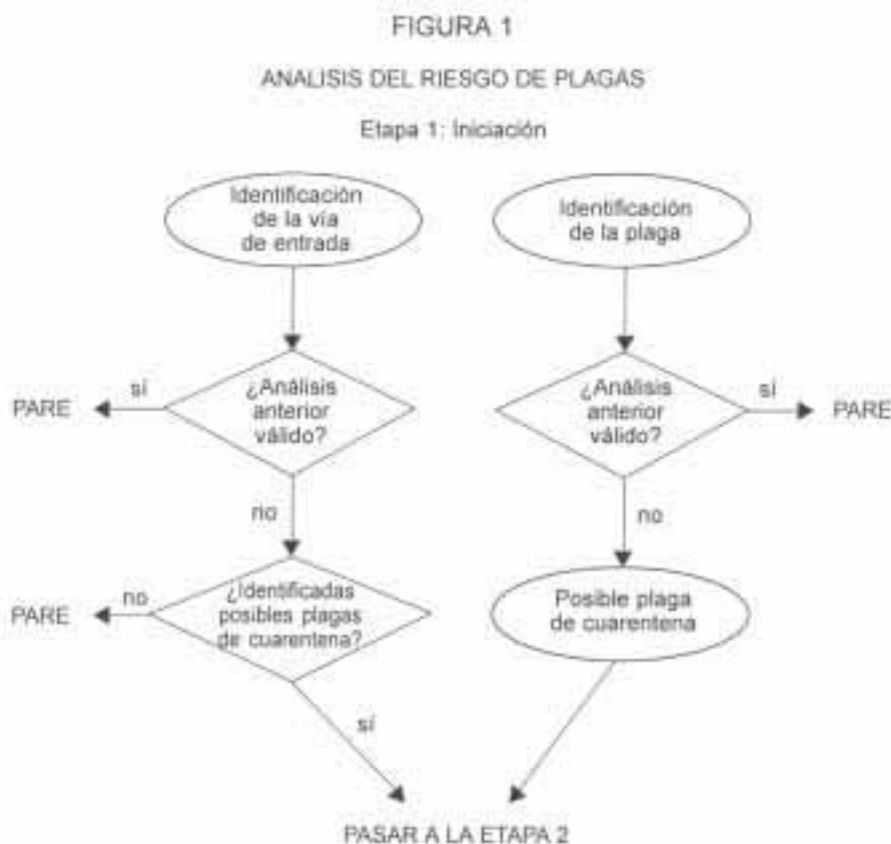 FIGURA 1
ANALISIS DEL RIESGO DE PLAGAS
Etapa 1: Iniciación
Identificación
de la vía
de entrada
Identificación
de la plaga
¿Análisis
anterior
válido?
sí
PARE
¿Análisis
anterior
válido?
sí
PARE
no
no
¿Identificadas
posibles plagas
de cuarentena?
no
PARE
Posible plaga
de cuarentena
sí
PASAR A LA ETAPA 2